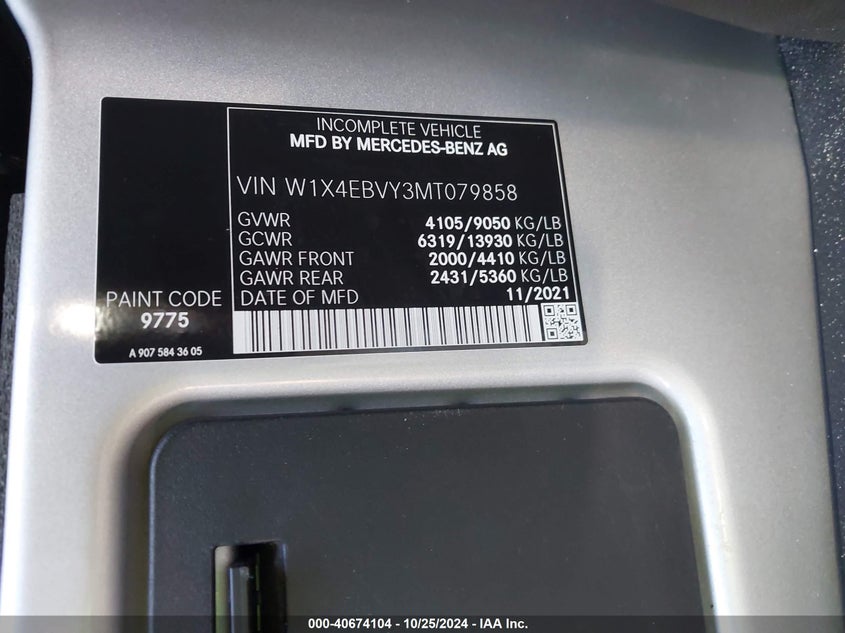 INCOMPLETE VEHICLE
MFD BY MERCEDES-BENZ AG
VIN W1X4EBVY3MT079858
GVWR 4105/9050 KG/LB
GCWR 6319/13930 KG/LB
GAWR FRONT 2000/4410 KG/LB
GAWR REAR 2431/5360 KG/LB
DATE OF MFD 11/2021
PAINT CODE
9775
A 907 584 36 05
000-40674104 - 10/25/2024 - IAA Inc.